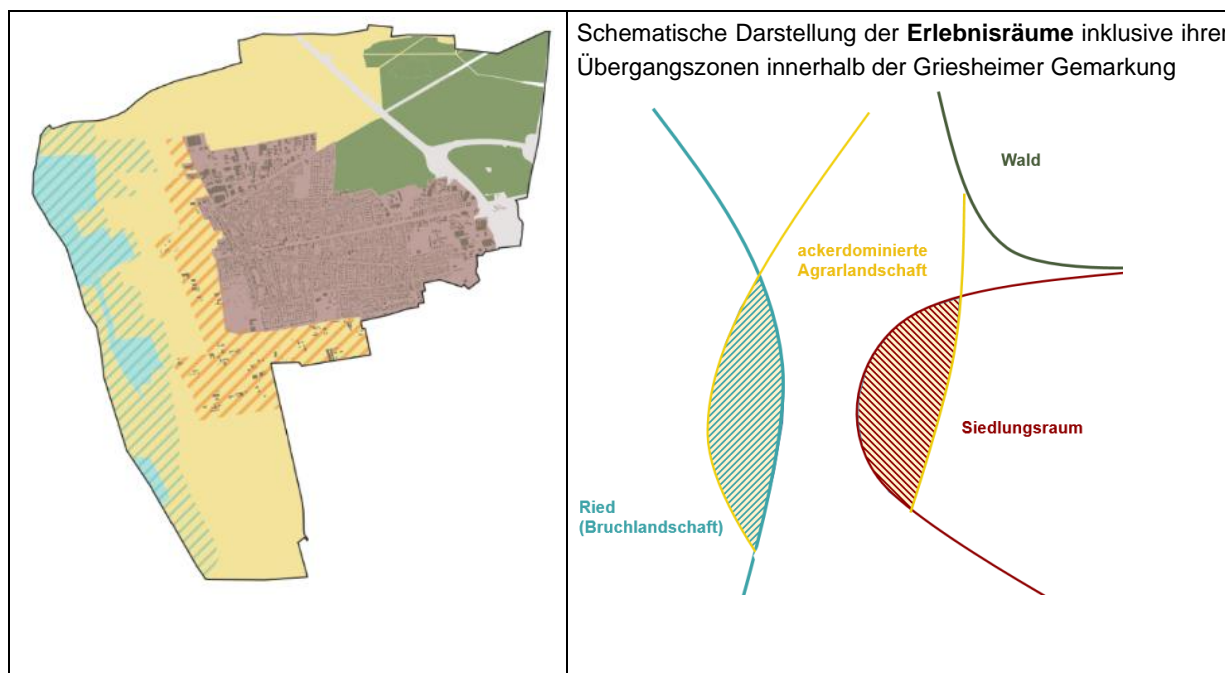 Schematische Darstellung der Erlebnisräume inklusive ihrer
Übergangszonen innerhalb der Griesheimer Gemarkung
Wald
ackerdominierte
Agrarlandschaft
Siedlungsraum
Ried
(Bruchlandschaft)